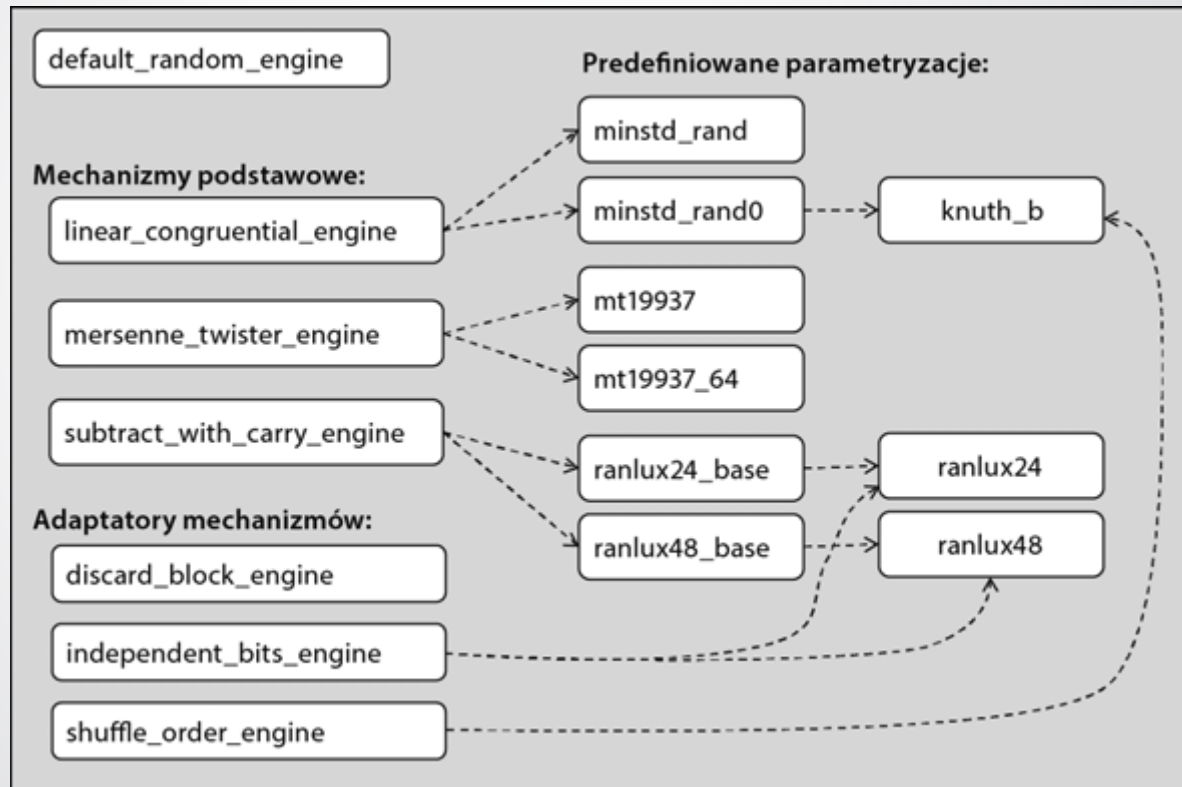 default_random_engine
Predefiniowane parametryzacje:
minstd_rand
Mechanizmy podstawowe:
linear_congruential_engine
minstd_rand0
knuth_b
mersenne_twister_engine
mt19937
mt19937_64
subtract_with_carry_engine
ranlux24_base
ranlux24
Adaptatory mechanizmów:
ranlux48_base
ranlux48
discard_block_engine
independent_bits_engine
shuffle_order_engine